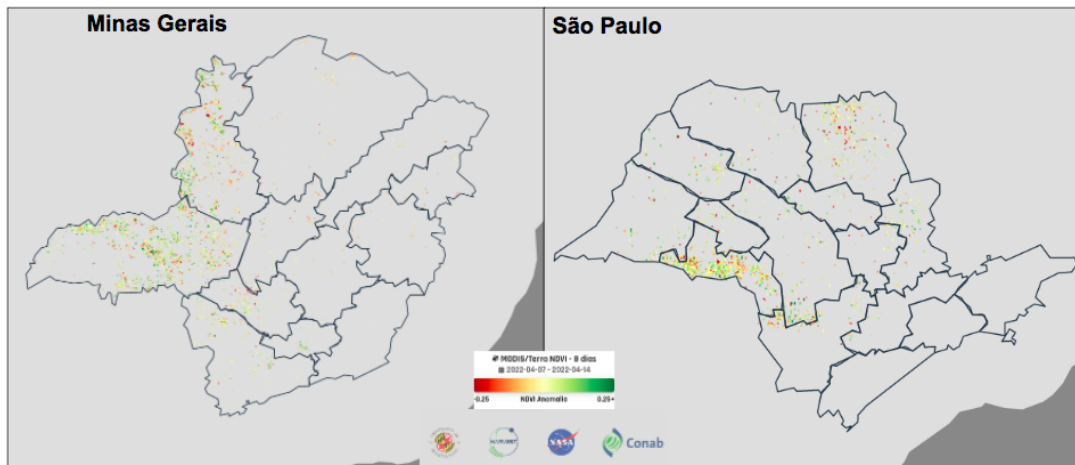 Minas Gerais
São Paulo
MODIS/Terra NDVI - 8 dias
2022-04-07 - 2022-04-14
-0.25
NDVI Anomalia
0.25+
NASA
Conab